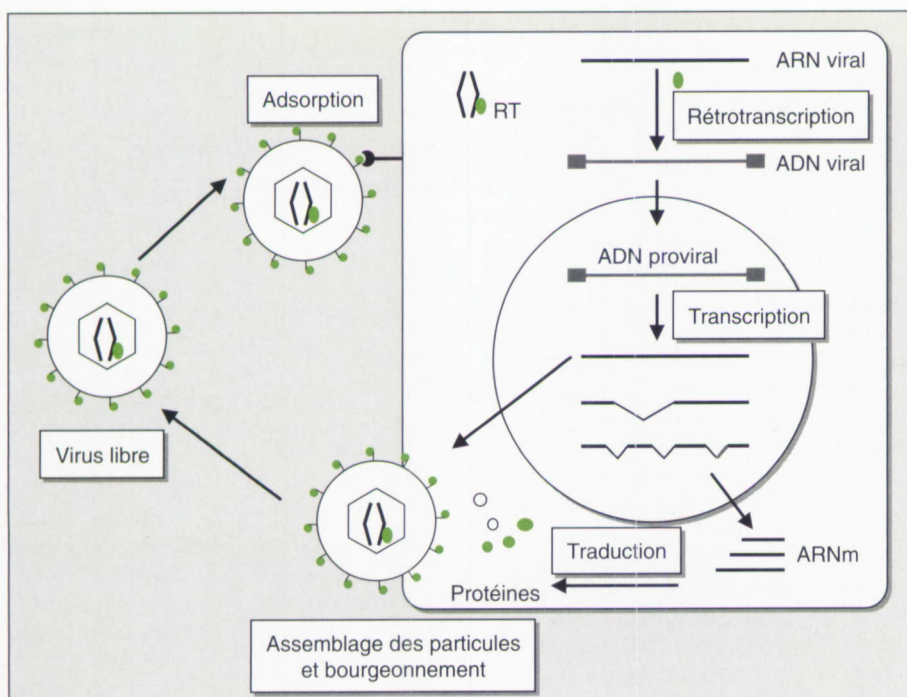 ARN viral
Adsorption
RT
Rétrotranscription
ADN viral
ADN proviral
Transcription
Virus libre
Traduction
ARNm
Protéines
Assemblage des particules
et bourgeonnement